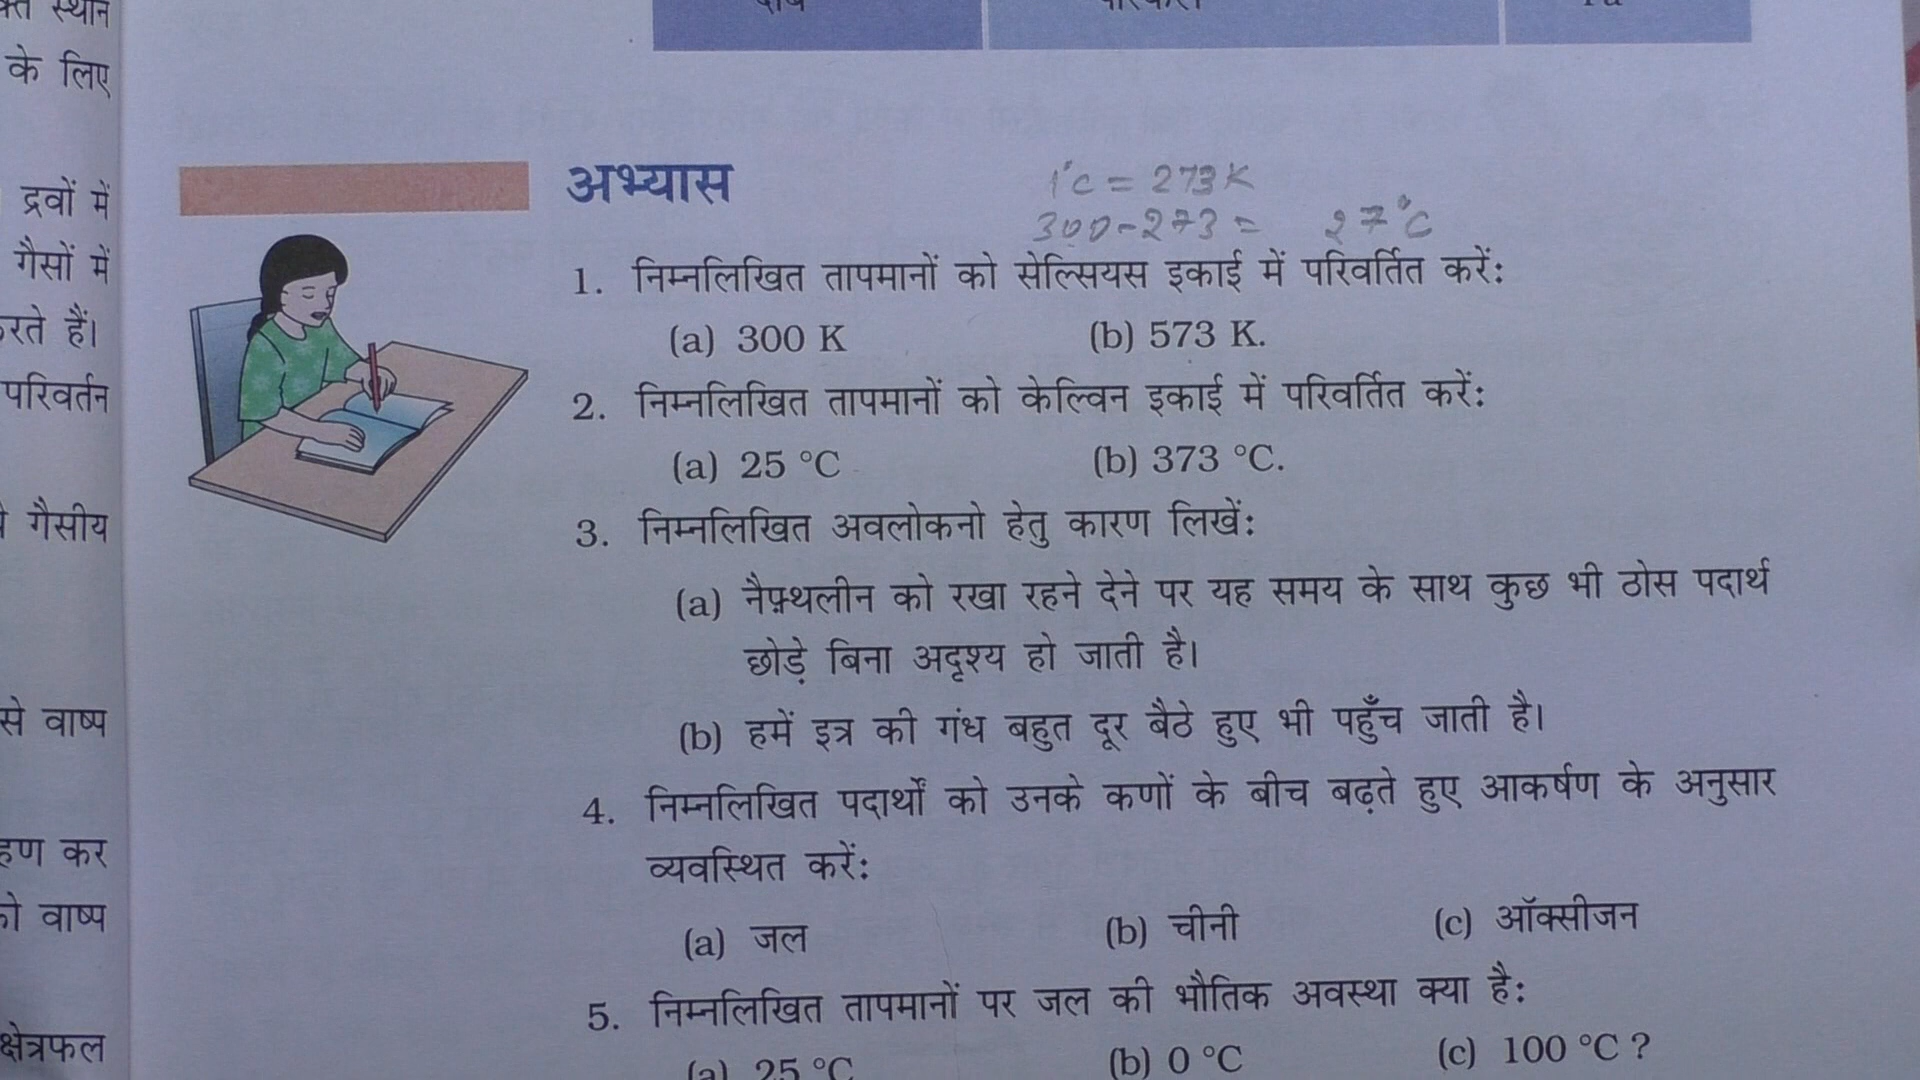 स्थान
के लिए
द्रवों में
गैसों में
करते हैं।
परिवर्तन
गैसीय
से वाष्प
कर
वाष्प
क्षेत्रफल
अभ्यास
1°C = 273 K
300-273 = 27°C
1. निम्नलिखित तापमानों को सेल्सियस इकाई में परिवर्तित करें:
(a) 300 K (b) 573 K.
2. निम्नलिखित तापमानों को केल्विन इकाई में परिवर्तित करें:
(a) 25 °C (b) 373 °C.
3. निम्नलिखित अवलोकनो हेतु कारण लिखें:
(a) नैफ़्थलीन को रखा रहने देने पर यह समय के साथ कुछ भी ठोस पदार्थ
छोड़े बिना अदृश्य हो जाती है।
(b) हमें इत्र की गंध बहुत दूर बैठे हुए भी पहुँच जाती है।
4. निम्नलिखित पदार्थों को उनके कणों के बीच बढ़ते हुए आकर्षण के अनुसार
व्यवस्थित करें:
(a) जल (b) चीनी (c) ऑक्सीजन
5. निम्नलिखित तापमानों पर जल की भौतिक अवस्था क्या है:
(a) 25 °C (b) 0 °C (c) 100 °C ?